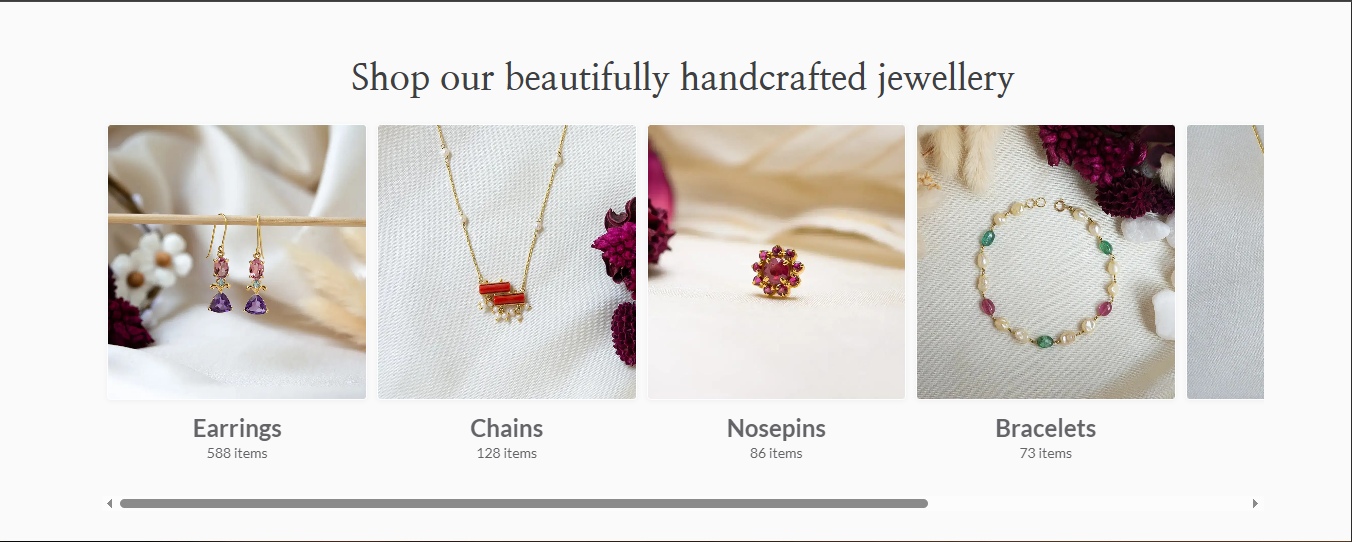 Shop our beautifully handcrafted jewellery
Earrings
588 items
Chains
128 items
Nosepins
86 items
Bracelets
73 items